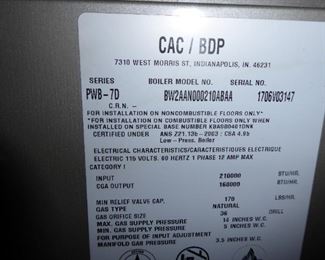 CAC / BDP
7310 WEST MORRIS ST, INDIANAPOLIS, IN. 46231
SERIES BOILER MODEL NO. SERIAL NO.
PWB-7D BW2AAN000210ABAA 1706V03147
C.R.N. -
FOR INSTALLATION ON NONCOMBUSTIBLE FLOORS ONLY*
*FOR INSTALLATION ON COMBUSTIBLE FLOORS ONLY WHEN
INSTALLED ON SPECIAL BASE NUMBER
CERTIFIED UNDER ANS Z21.13b - 2003 ; CSA 4.9b
Low - Press. Boiler
ELECTRICAL CHARACTERISTICS/CARACTERISTICS ELECTRIC
ELECTRIC 115 VOLTS. 60 HERTZ 1 PHASE 12 AMP MAX
CATEGORY I
INPUT 210000 BTU/HR.
CGA OUTPUT 168000 BTU/HR.
MIN RELIEF VALVE CAP. 170 LBS/HR.
GAS TYPE NATURAL
GAS ORIFICE SIZE 36 DRILL
MAX. GAS SUPPLY PRESSURE 14 INCHES W.C.
MIN. GAS SUPPLY PRESSURE 5 INCHES W.C.
FOR PURPOSE OF INPUT ADJUSTMENT
MANIFOLD GAS PRESSURE 3.5 INCHES W.C.